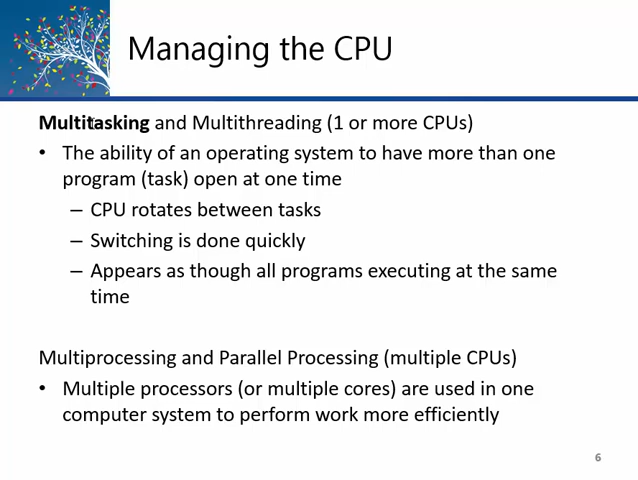 Managing the CPU
Multitasking and Multithreading (1 or more CPUs)
• The ability of an operating system to have more than one
program (task) open at one time
– CPU rotates between tasks
– Switching is done quickly
– Appears as though all programs executing at the same
time
Multiprocessing and Parallel Processing (multiple CPUs)
• Multiple processors (or multiple cores) are used in one
computer system to perform work more efficiently
6